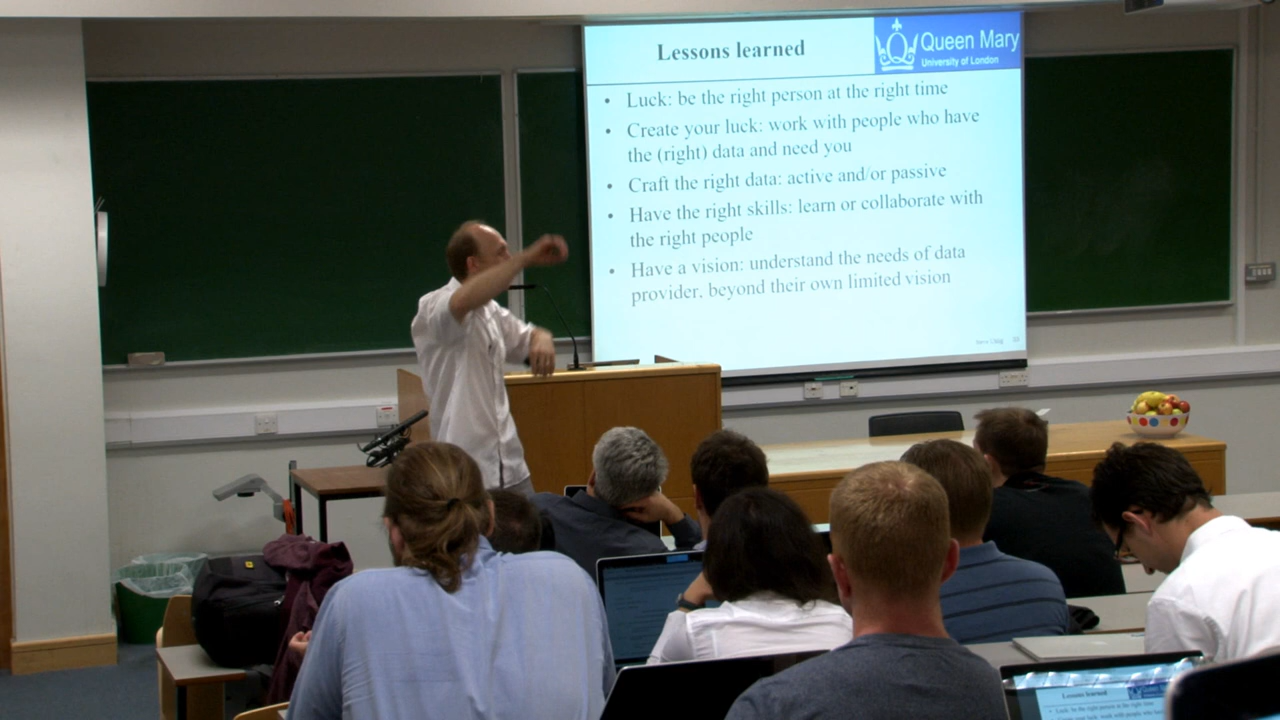 Lessons learned
Queen Mary
University of London
• Luck: be the right person at the right time
• Create your luck: work with people who have
the (right) data and need you
• Craft the right data: active and/or passive
• Have the right skills: learn or collaborate with
the right people
• Have a vision: understand the needs of data
provider, beyond their own limited vision
Lessons learned